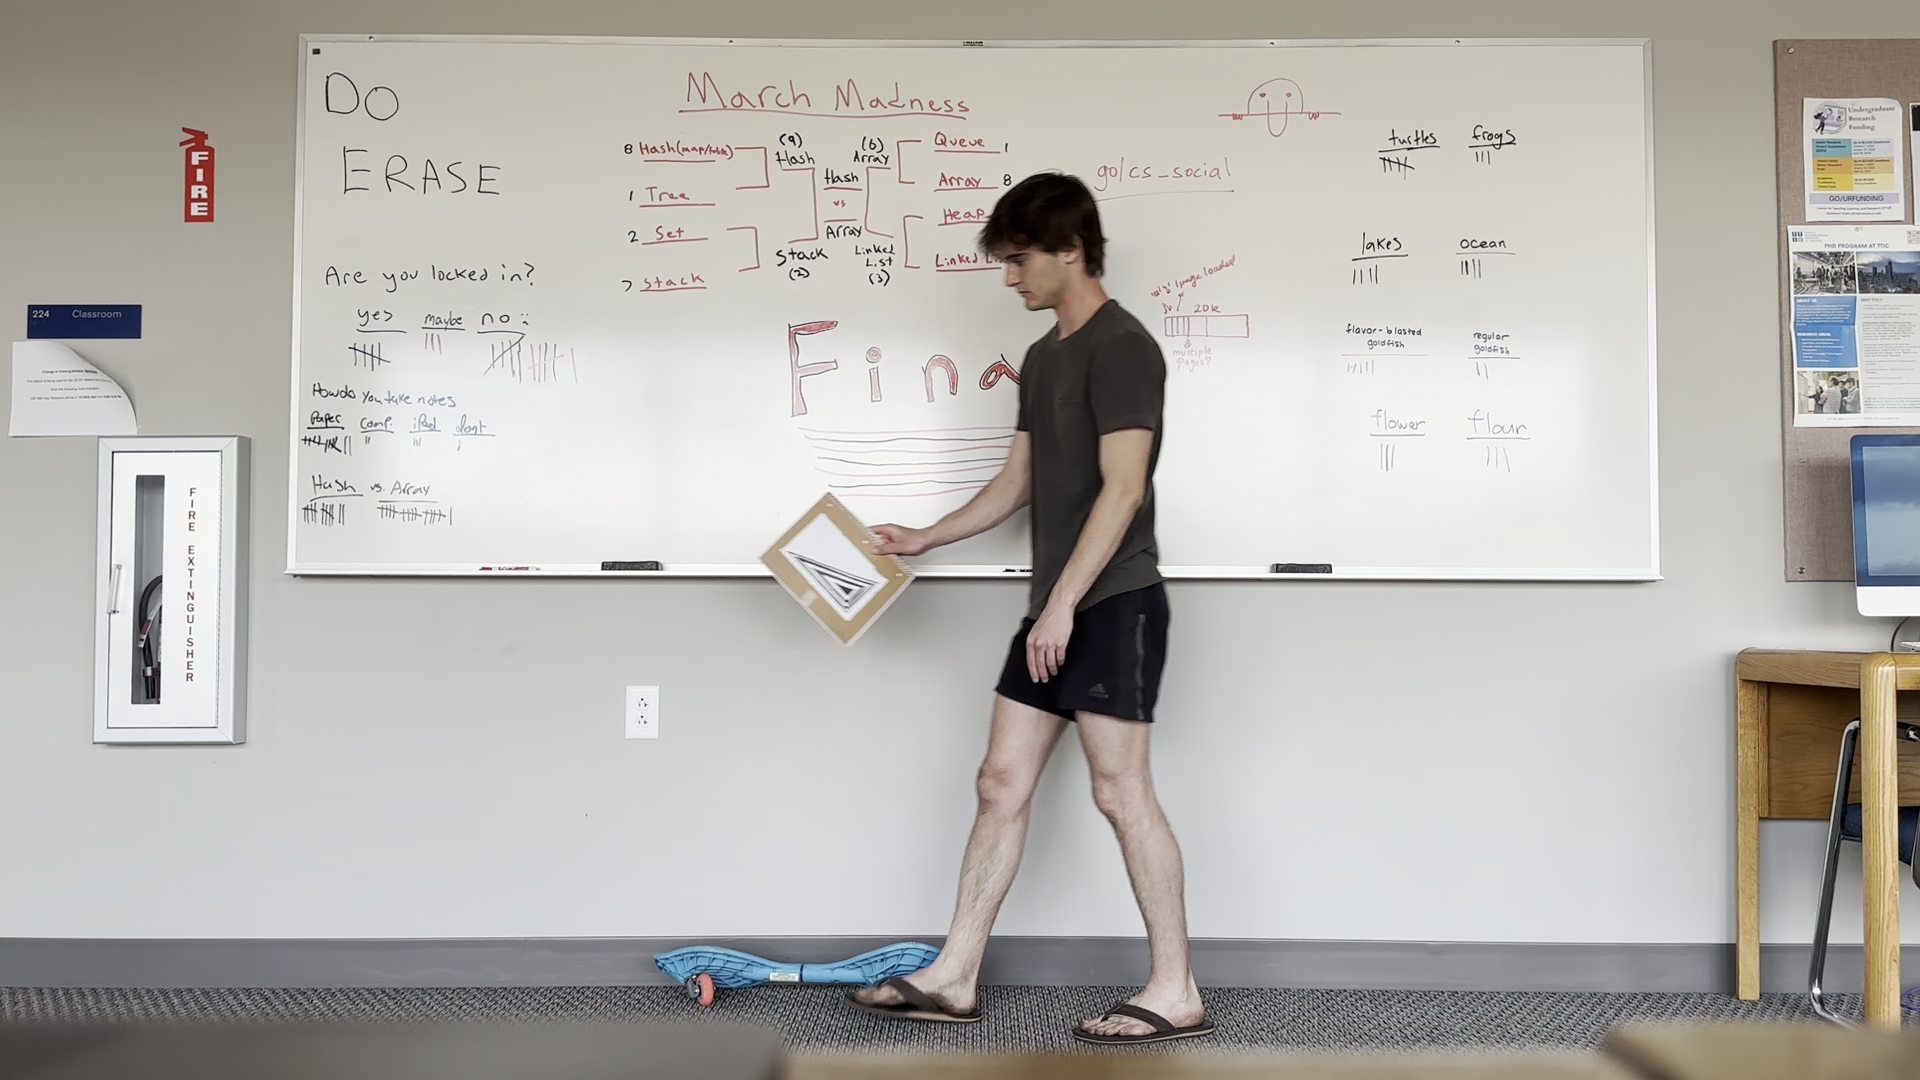 DO
ERASE
Are you locked in?
yes
maybe
no
How do you take notes
Paper
comp.
iPad
dont
Hash vs. Array
March Madness
8 Hash(map/table)
1 Tree
2 Set
7 Stack
(9)
Hash
Stack
(2)
Hash
vs
Array
(6)
Array
Linked
List
(3)
Queue 1
Array 8
Heap
Linked
Fina
go/cs_social
20k
multiple
Pages?
turtles
frogs
lakes
ocean
flavor-blasted
goldfish
regular
goldfish
flower
flour
FIRE
224 Classroom
FIRE EXTINGUISHER
Undergraduate
Research
Funding
GO/URFUNDING
PHD PROGRAM AT TTIC